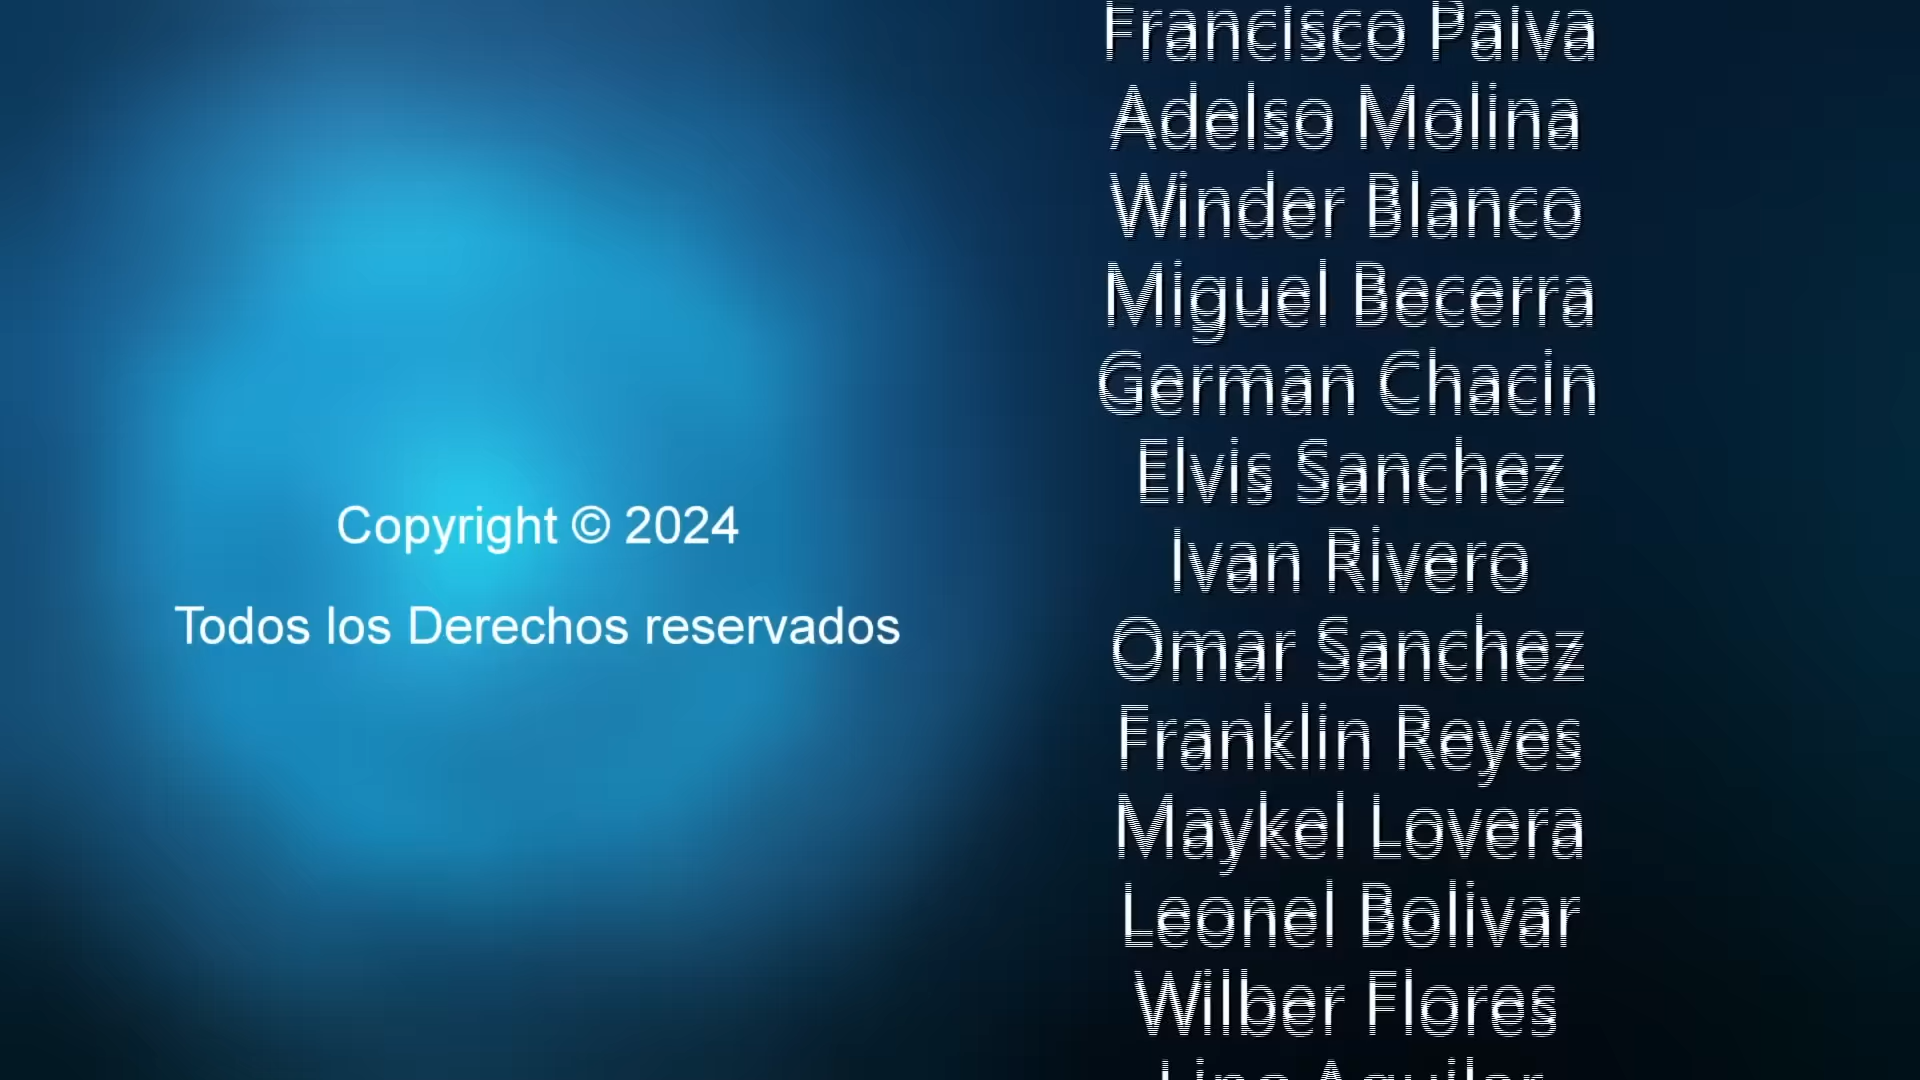 Copyright © 2024
Todos los Derechos reservados
Francisco Paiva
Adelso Molina
Winder Blanco
Miguel Becerra
German Chacin
Elvis Sanchez
Ivan Rivero
Omar Sanchez
Franklin Reyes
Maykel Lovera
Leonel Bolivar
Wilber Flores